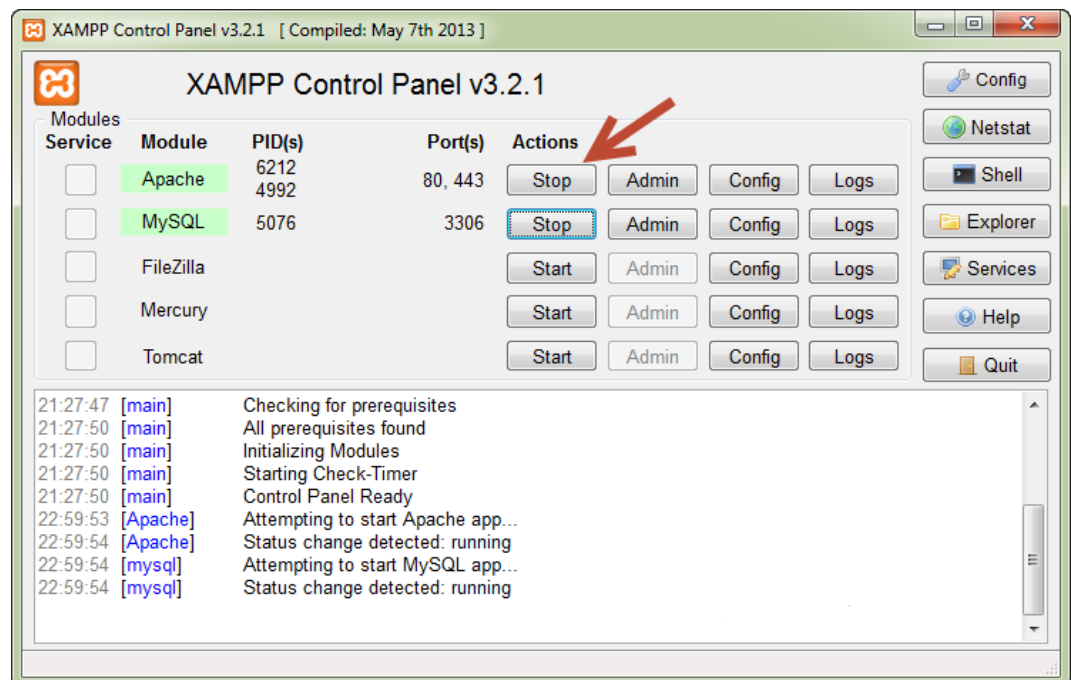 XAMPP Control Panel v3.2.1 [ Compiled: May 7th 2013 ]
XAMPP Control Panel v3.2.1
Config
Modules
Netstat
Service Module PID(s) Port(s) Actions
Apache 6212 4992 80, 443 Stop Admin Config Logs
Shell
MySQL 5076 3306 Stop Admin Config Logs
Explorer
FileZilla Start Admin Config Logs
Services
Mercury Start Admin Config Logs
Help
Tomcat Start Admin Config Logs
Quit
21:27:47 [main] Checking for prerequisites
21:27:50 [main] All prerequisites found
21:27:50 [main] Initializing Modules
21:27:50 [main] Starting Check-Timer
21:27:50 [main] Control Panel Ready
22:59:53 [Apache] Attempting to start Apache app...
22:59:54 [Apache] Status change detected: running
22:59:54 [mysql] Attempting to start MySQL app...
22:59:54 [mysql] Status change detected: running